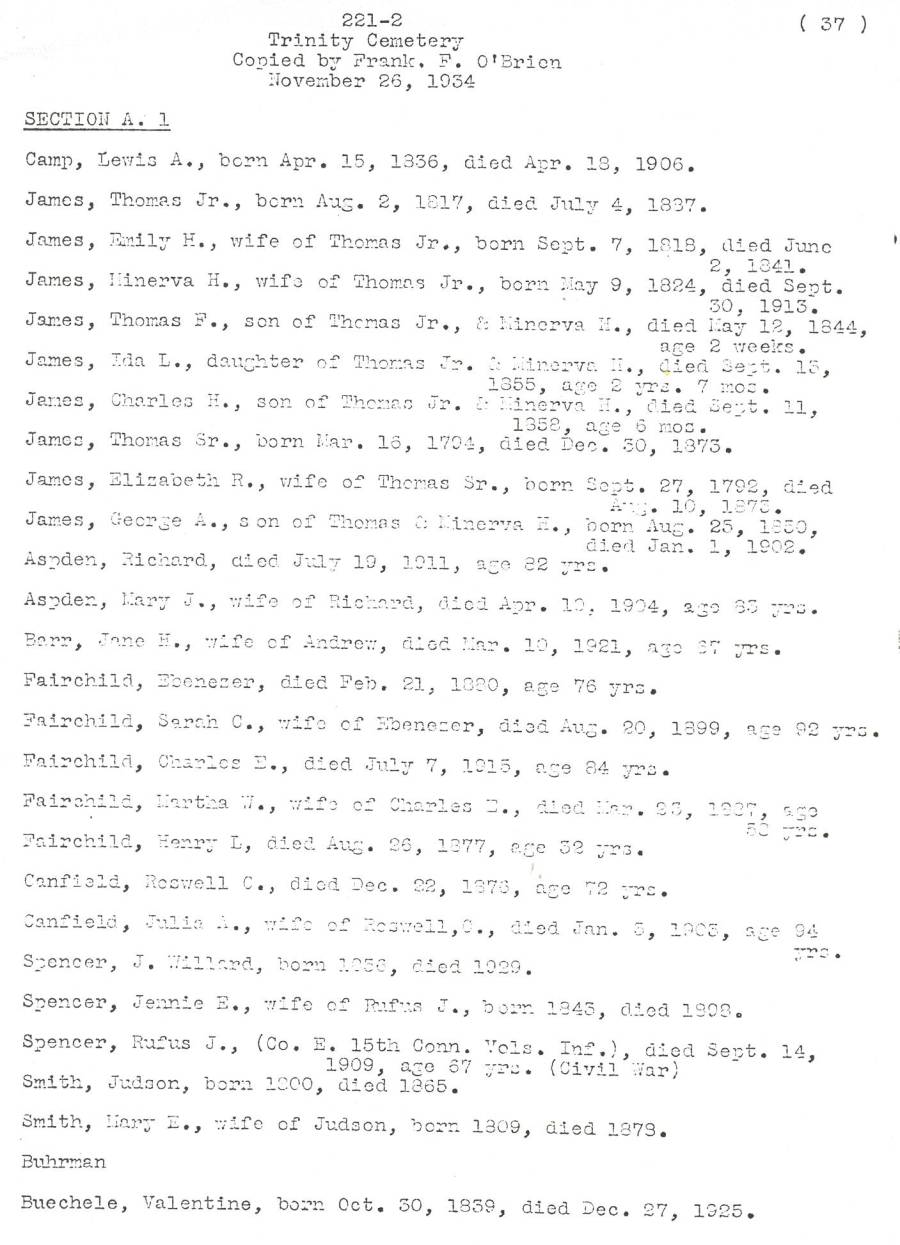 221-2
( 37 )
Trinity Cemetery
Copied by Frank. F. O'Brien
November 26, 1934
SECTION A. 1
Camp, Lewis A., born Apr. 15, 1836, died Apr. 18, 1906.
James, Thomas Jr., born Aug. 2, 1817, died July 4, 1887.
James, Emily H., wife of Thomas Jr., born Sept. 7, 1818, died June
2, 1841.
James, Minerva H., wife of Thomas Jr., born May 9, 1824, died Sept.
30, 1913.
James, Thomas F., son of Thomas Jr., & Minerva H., died May 12, 1844,
age 2 weeks.
James, Ida L., daughter of Thomas Jr. & Minerva H., died Sept. 13,
1855, age 2 yrs. 7 mos.
James, Charles H., son of Thomas Jr. & Minerva H., died Sept. 11,
1858, age 6 mos.
James, Thomas Sr., born Mar. 16, 1794, died Dec. 30, 1873.
James, Elizabeth R., wife of Thomas Sr., born Sept. 27, 1792, died
Aug. 10,
James, George A., s on of Thomas & Minerva H., born Aug. 25, 1850,
died Jan. 1, 1902.
Aspden, Richard, died July 19, 1911, age 82 yrs.
Aspden, Mary J., wife of Richard, died Apr. 1904, age 83 yrs.
Barr, Jane H., wife of Andrew, died Mar. 10, 1921, age yrs.
Fairchild, Ebenezer, died Feb. 21, 1880, age 76 yrs.
Fairchild, Sarah C., wife of Ebenezer, died Aug. 20, 1899, age 92 yrs.
Fairchild, Charles E., died July 7, 1915, age 84 yrs.
Fairchild, Martha W., wife of Charles E., died Mar. age
yrs.
Fairchild, Henry L, died Aug. 26, 1877, age 32 yrs.
Canfield, Roswell C., died Dec. 22, 1876, age 72 yrs.
Canfield, Julia A., wife of Roswell,C., died Jan. 1903, age 94
yrs.
Spencer, J. Willard, born died 1929.
Spencer, Jennie E., wife of Rufus J., born 1843, died 1908.
Spencer, Rufus J., (Co. E. 15th Conn. Vols. Inf.), died Sept. 14,
1909, age 67 yrs. (Civil War)
Smith, Judson, born 1800, died 1865.
Smith, Mary E., wife of Judson, born 1809, died 1878.
Buhrman
Buechele, Valentine, born Oct. 30, 1839, died Dec. 27, 1925.